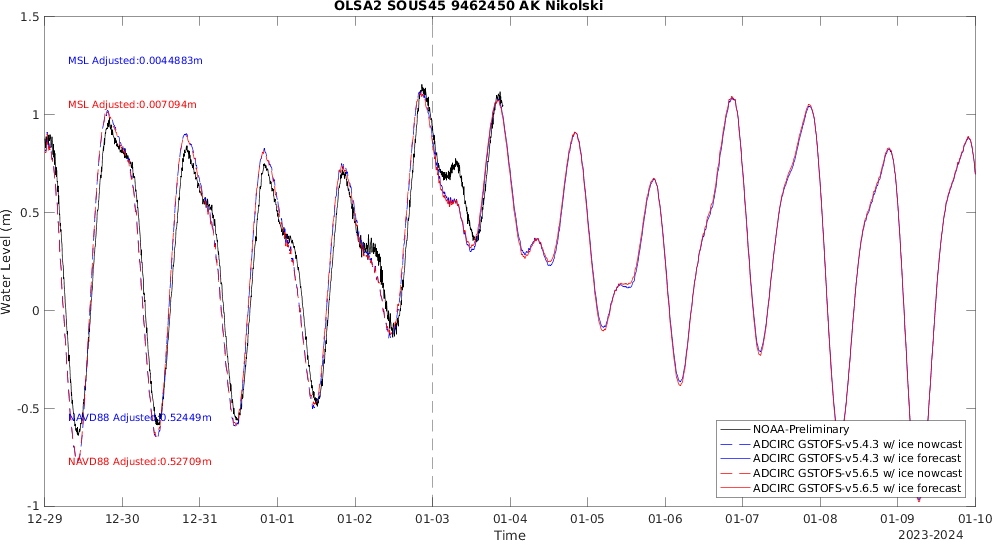 OLSA2 SOUS45 9462450 AK Nikolski
MSL Adjusted:0.0044883m
MSL Adjusted:0.007094m
NAVD88 Adjusted:0.52449m
NAVD88 Adjusted:0.52709m
Water Level (m)
1.5
1
0.5
0
-0.5
-1
NOAA-Preliminary
ADCIRC GSTOFS-v5.4.3 w/ ice nowcast
ADCIRC GSTOFS-v5.4.3 w/ ice forecast
ADCIRC GSTOFS-v5.6.5 w/ ice nowcast
ADCIRC GSTOFS-v5.6.5 w/ ice forecast
12-29 12-30 12-31 01-01 01-02 01-03 01-04 01-05 01-06 01-07 01-08 01-09 01-10
Time
2023-2024